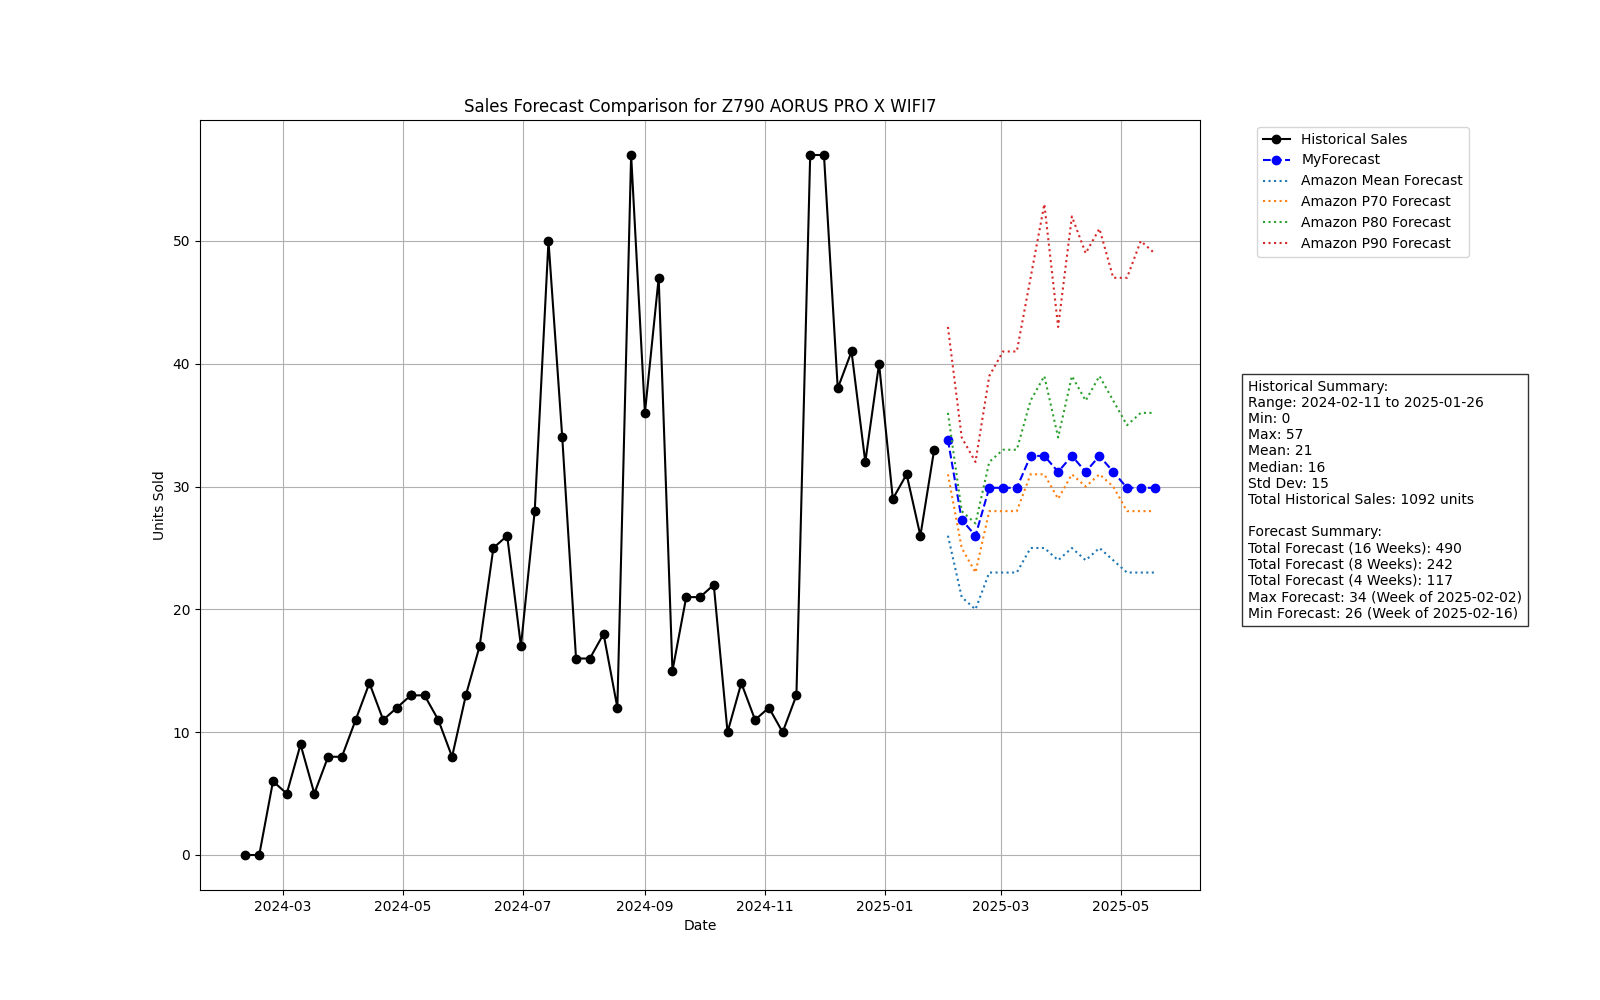 Sales Forecast Comparison for Z790 AORUS PRO X WIFI7
Historical Sales
MyForecast
Amazon Mean Forecast
Amazon P70 Forecast
Amazon P80 Forecast
Amazon P90 Forecast
50
40
30
20
10
0
Units Sold
Historical Summary:
Range: 2024-02-11 to 2025-01-26
Min: 0
Max: 57
Mean: 21
Median: 16
Std Dev: 15
Total Historical Sales: 1092 units
Forecast Summary:
Total Forecast (16 Weeks): 490
Total Forecast (8 Weeks): 242
Total Forecast (4 Weeks): 117
Max Forecast: 34 (Week of 2025-02-02)
Min Forecast: 26 (Week of 2025-02-16)
2024-03 2024-05 2024-07 2024-09 2024-11 2025-01 2025-03 2025-05
Date